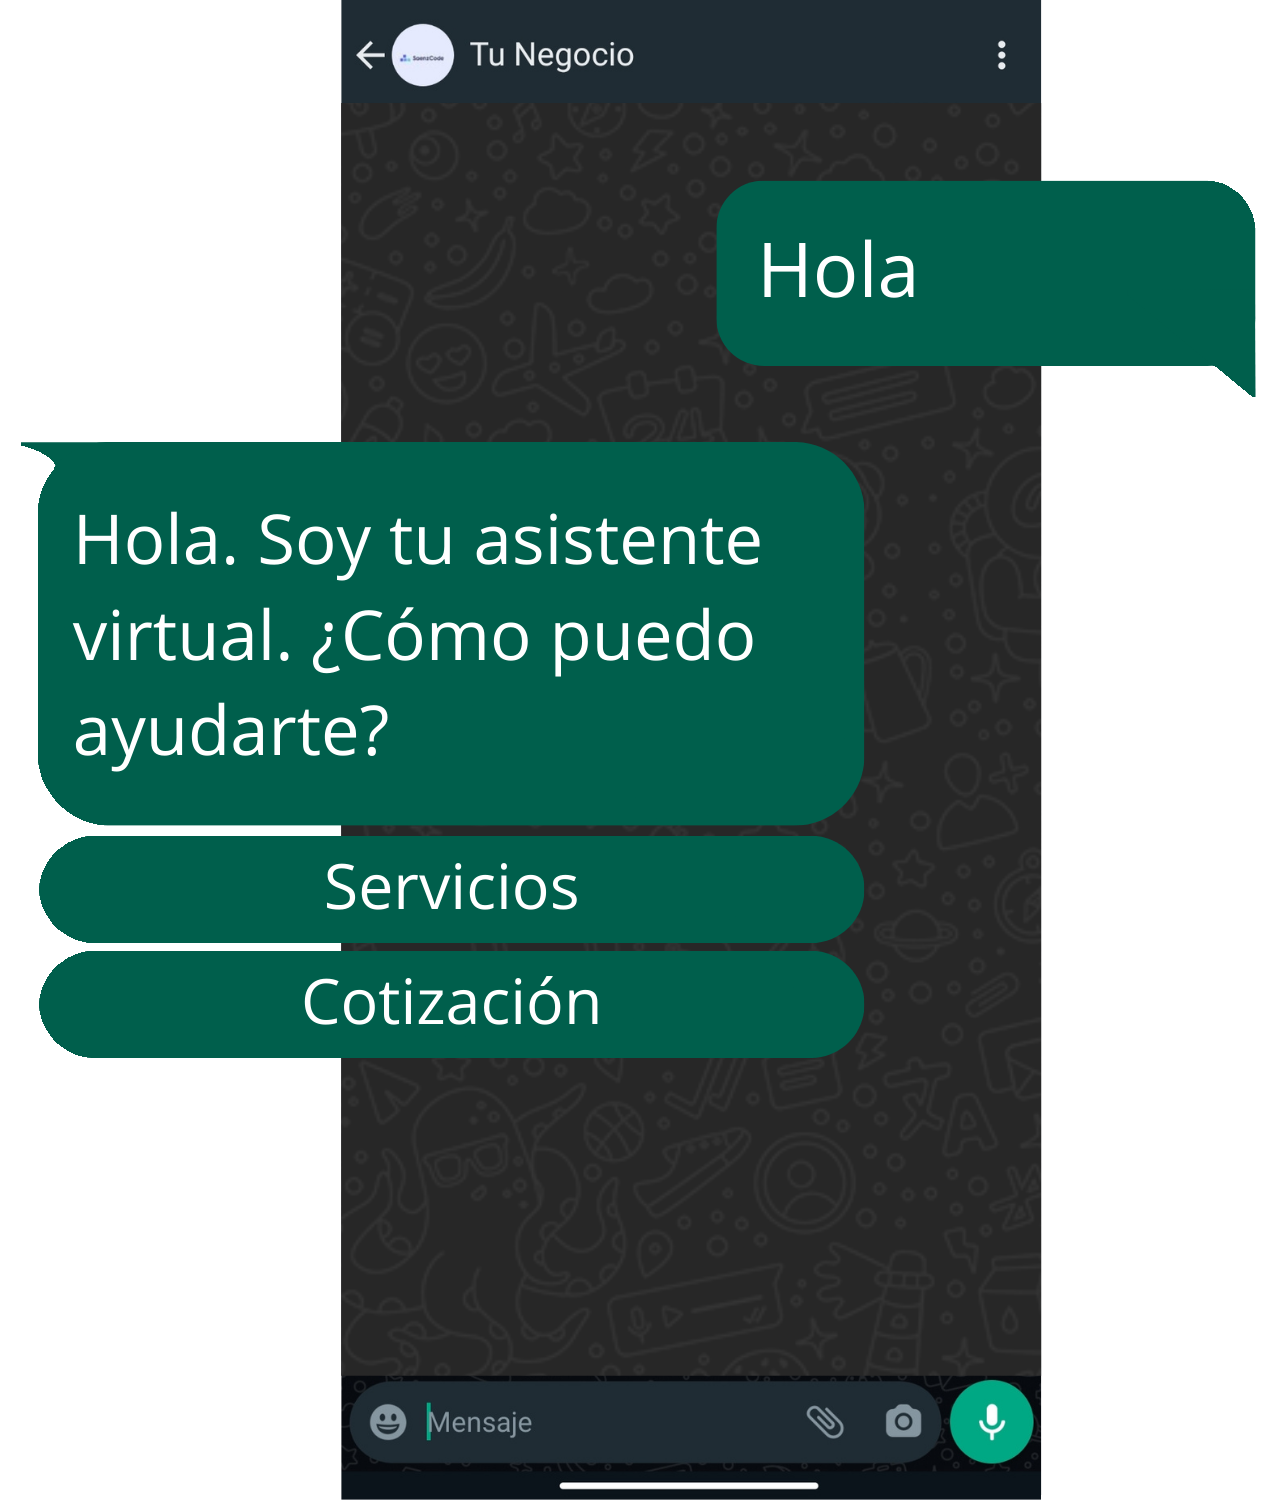 SaenzCode
Tu Negocio
Hola
Hola. Soy tu asistente
virtual. ¿Cómo puedo
ayudarte?
Servicios
Cotización
Mensaje